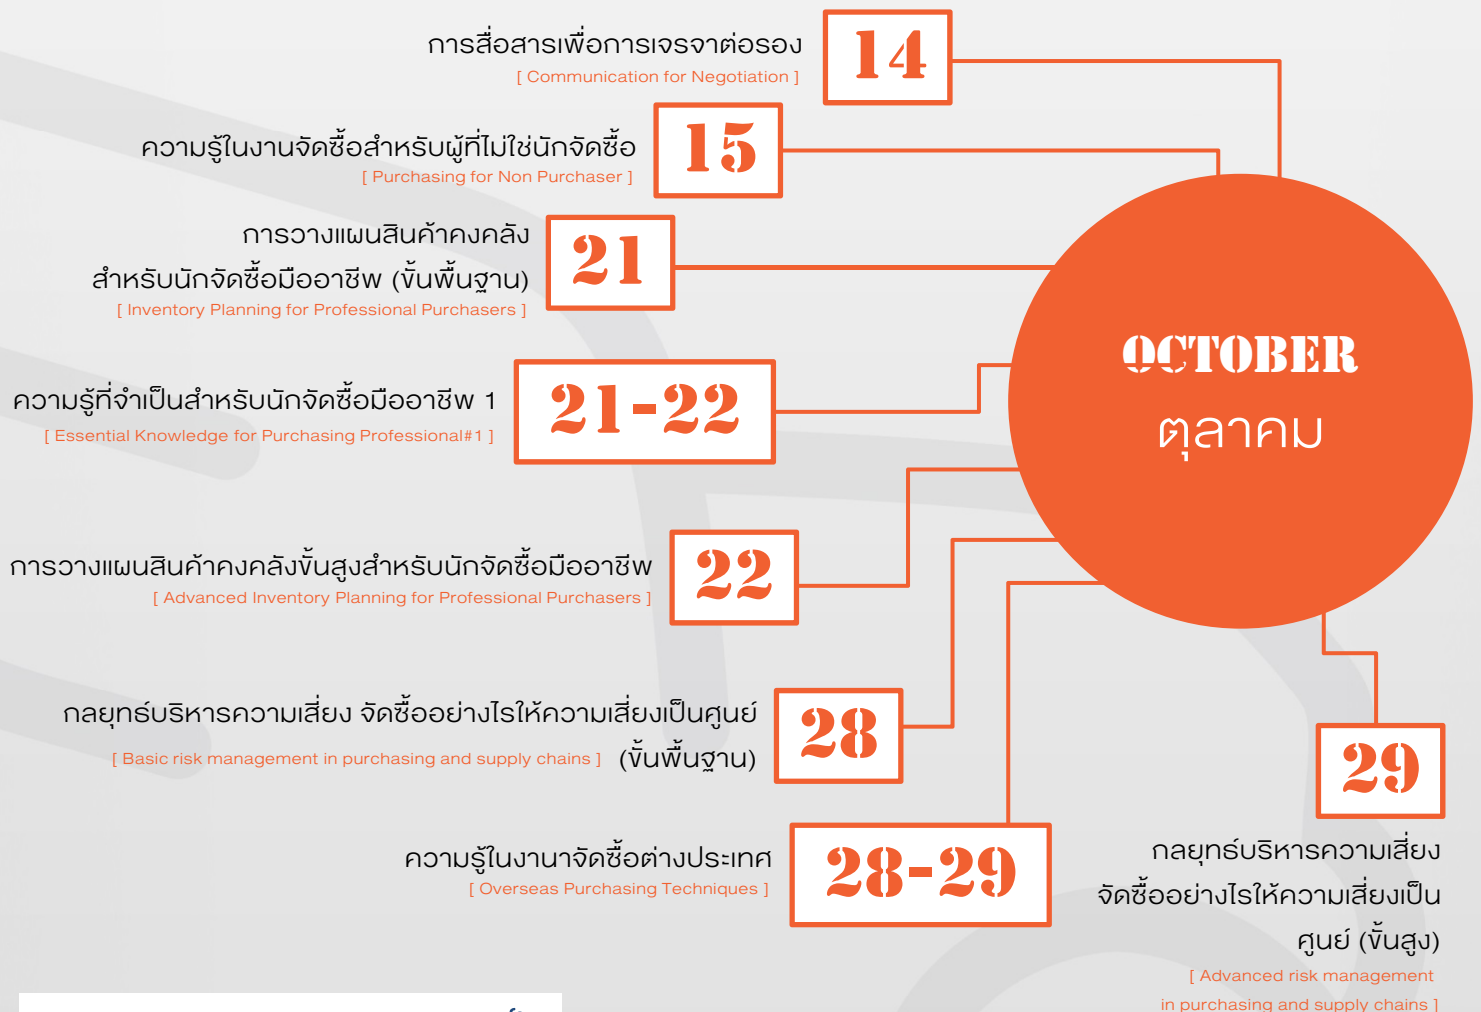 การสื่อสารเพื่อการเจรจาต่อรอง
[ Communication for Negotiation ]
14
ความรู้ในงานจัดซื้อสำหรับผู้ที่ไม่ใช่นักจัดซื้อ
[ Purchasing for Non Purchaser ]
15
การวางแผนสินค้าคงคลัง
สำหรับนักจัดซื้อมืออาชีพ (ขั้นพื้นฐาน)
[ Inventory Planning for Professional Purchasers ]
21
OCTOBER
ตุลาคม
ความรู้ที่จำเป็นสำหรับนักจัดซื้อมืออาชีพ 1
[ Essential Knowledge for Purchasing Professional#1 ]
21-22
การวางแผนสินค้าคงคลังขั้นสูงสำหรับนักจัดซื้อมืออาชีพ
[ Advanced Inventory Planning for Professional Purchasers ]
22
กลยุทธ์บริหารความเสี่ยง จัดซื้ออย่างไรให้ความเสี่ยงเป็นศูนย์
[ Basic risk management in purchasing and supply chains ] (ขั้นพื้นฐาน)
28
ความรู้ในงานาจัดซื้อต่างประเทศ
[ Overseas Purchasing Techniques ]
28-29
29
กลยุทธ์บริหารความเสี่ยง
จัดซื้ออย่างไรให้ความเสี่ยงเป็น
ศูนย์ (ขั้นสูง)
[ Advanced risk management
in purchasing and supply chains ]